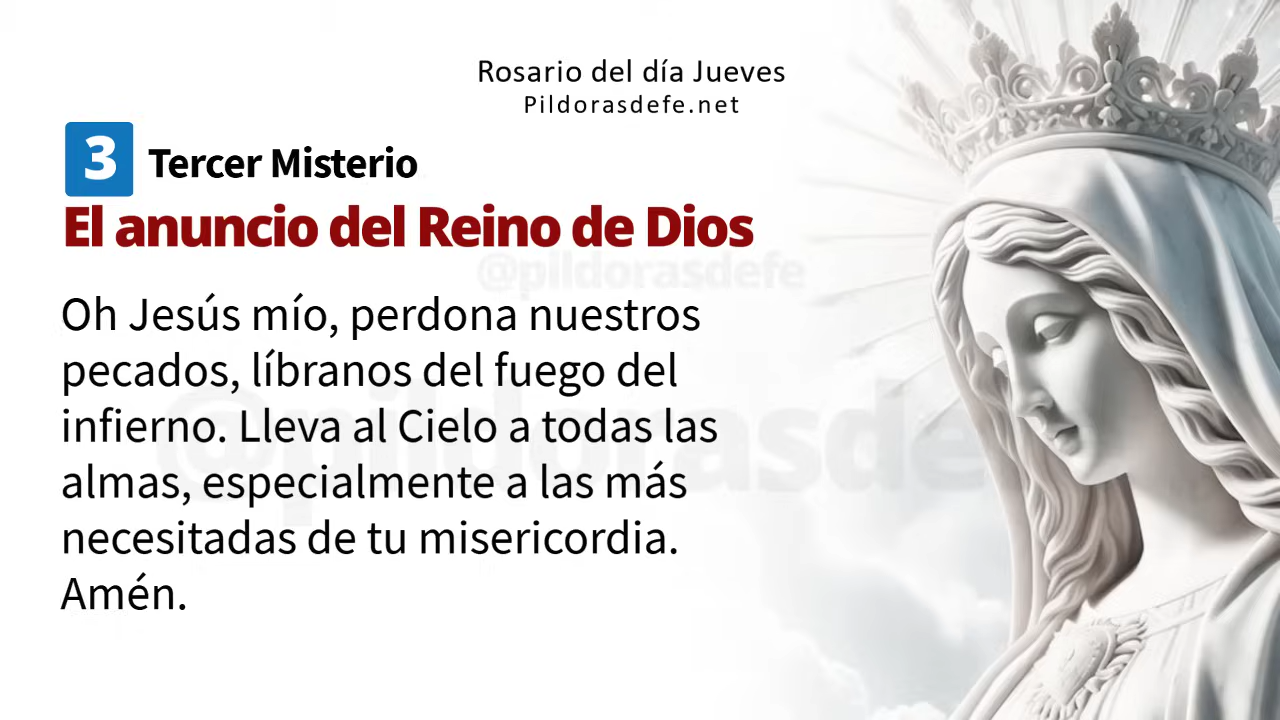 Rosario del día Jueves
Pildorasdefe.net
3 Tercer Misterio
El anuncio del Reino de Dios
@pildorasdefe
Oh Jesús mío, perdona nuestros
pecados, líbranos del fuego del
infierno. Lleva al Cielo a todas las
almas, especialmente a las más
necesitadas de tu misericordia.
Amén.
@pildorasde